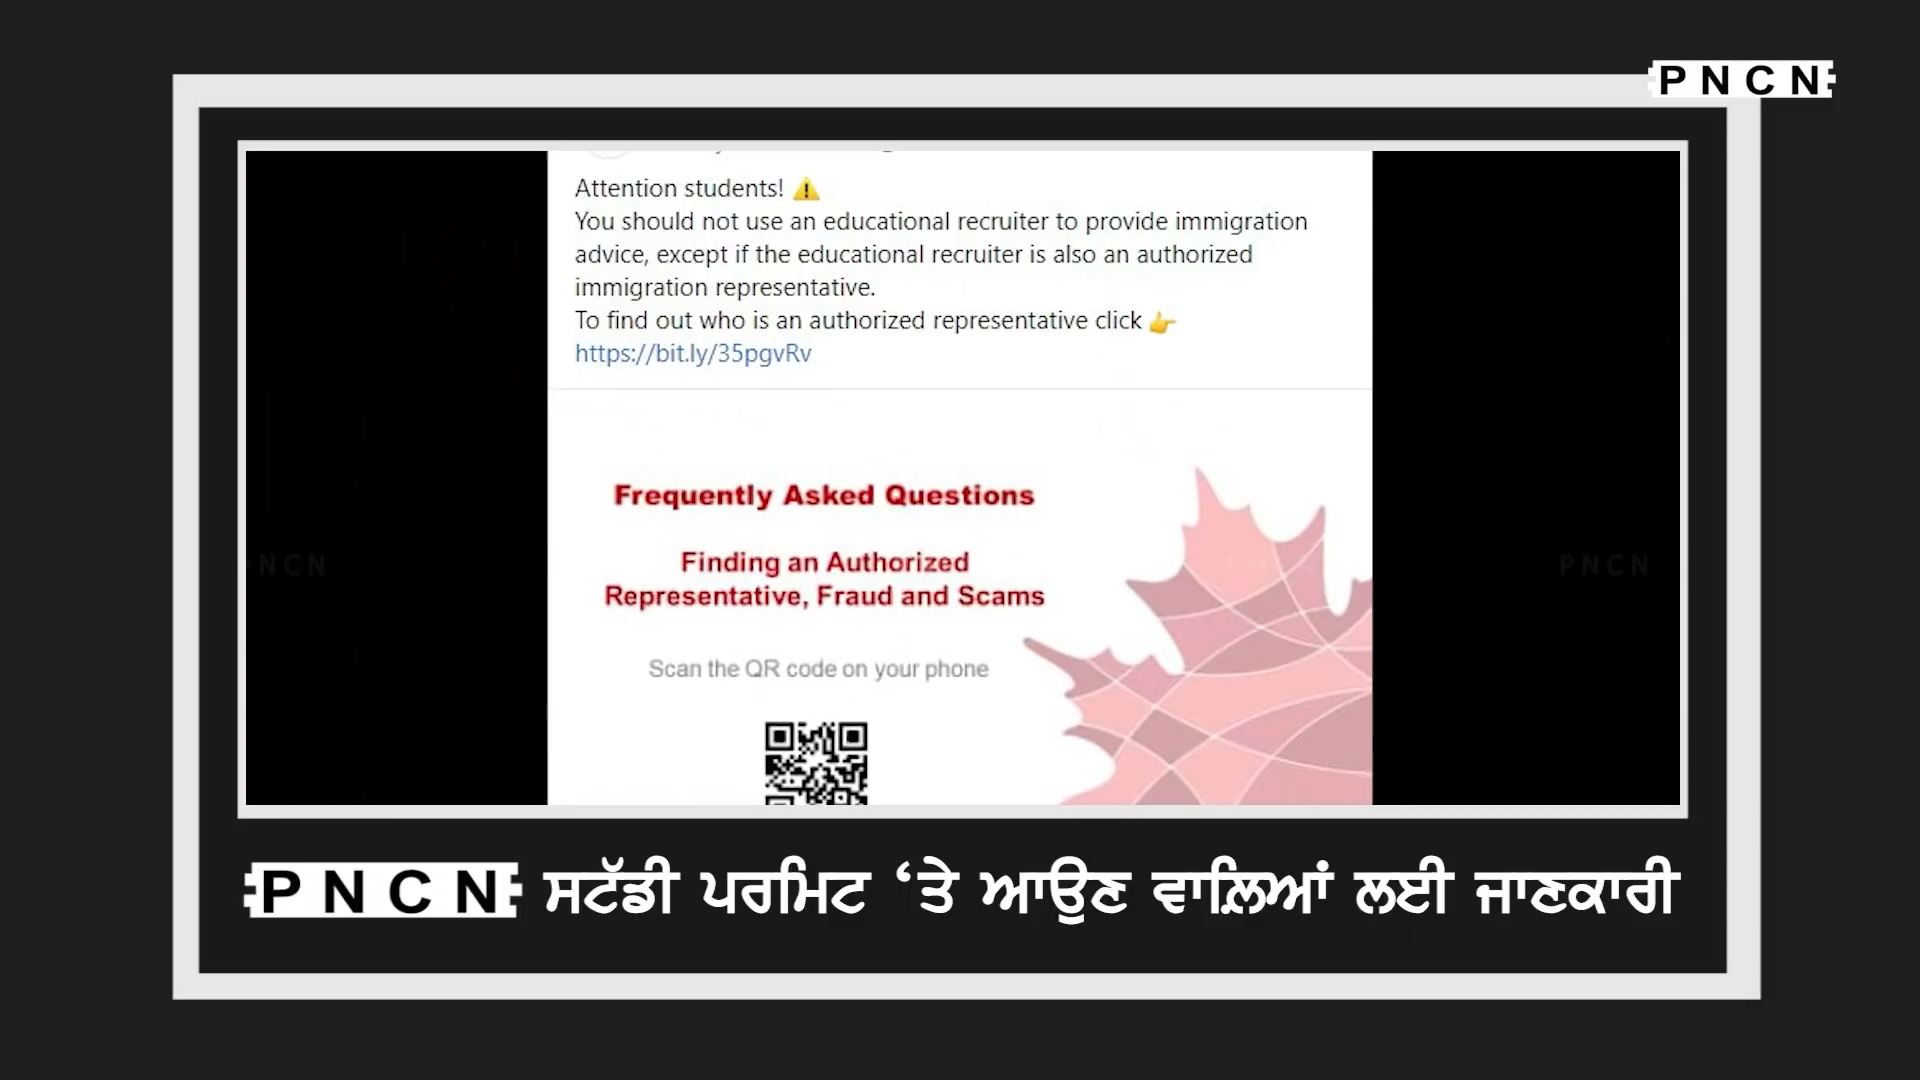 PNCN
Attention students! ⚠️
You should not use an educational recruiter to provide immigration
advice, except if the educational recruiter is also an authorized
immigration representative.
To find out who is an authorized representative click 👉
https://bit.ly/35pgvRv
Frequently Asked Questions
Finding an Authorized
Representative, Fraud and Scams
Scan the QR code on your phone
PNCN
PNCN
PNCN ਸਟੱਡੀ ਪਰਮਿਟ ‘ਤੇ ਆਉਣ ਵਾਲ਼ਿਆਂ ਲਈ ਜਾਣਕਾਰੀ